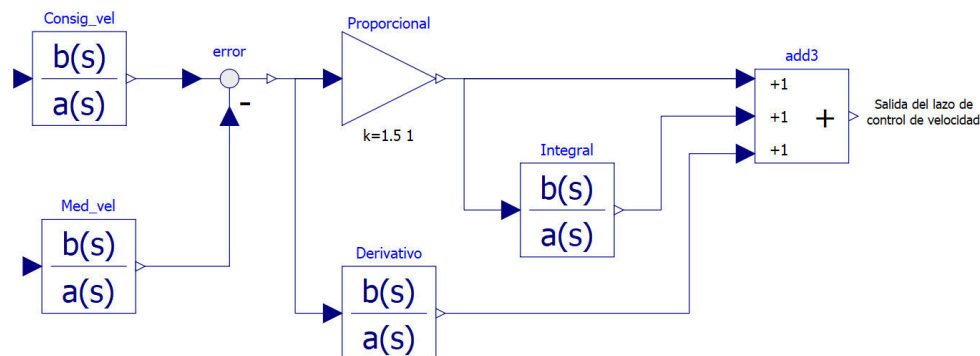 Consig_vel
b(s)
a(s)
error
-
Proporcional
k=1.5 1
add3
+1
+1
+1
+
Salida del lazo de
control de velocidad
Integral
b(s)
a(s)
Med_vel
b(s)
a(s)
Derivativo
b(s)
a(s)